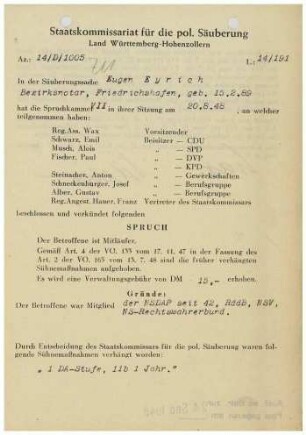 Staatskommissariat für die pol. Säuberung
Land Württemberg-Hohenzollern
Az.: 14/D/1005 L.: 14/191
In der Säuberungssache Eugen Eyrich
Bezirksnotar, Friedrichshafen, geb. 15.2.89
hat die Spruchkammer VII in ihrer Sitzung am 20.8.48, an welcher
teilgenommen haben:
Reg.Ass. Wax Vorsitzender
Schwarz, Emil Beisitzer — CDU
Munch, Alois „ — SPD
Fischer, Paul „ — DVP
„ — KPD
Steinacher, Anton „ — Gewerkschaften
Schneckenburger, Josef „ — Berufsgruppe
Alber, Gustav „ — Berufsgruppe
Reg.Angest. Hauer, Franz Vertreter des Staatskommissars
beschlossen und verkündet folgenden
SPRUCH
Der Betroffene ist Mitläufer.
Gemäß Art. 4 der VO. 133 vom 17. 11. 47 in der Fassung des
Art. 2 der VO. 165 vom 13. 7. 48 sind die früher verhängten
Sühnemaßnahmen aufgehoben.
Es wird eine Verwaltungsgebühr von DM 15,- erhoben.
Gründe:
Der Betroffene war Mitglied der NSDAP seit 42, RddB, NSV,
NS-Rechtswahrerbund.
Durch Entscheidung des Staatskommissars für die pol. Säuberung waren fol-
gende Sühnemaßnahmen verhängt worden:
„1 DA-Stufe, 11b 1 Jahr."